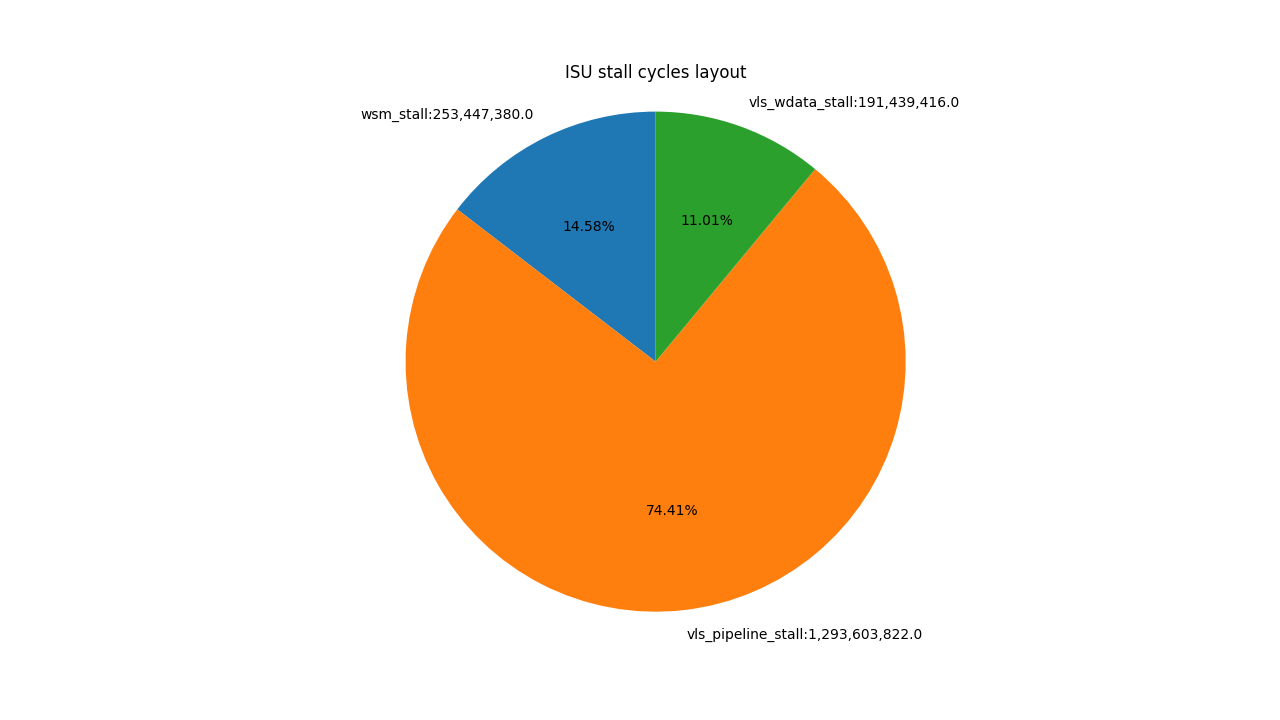 ISU stall cycles layout
vls_wdata_stall:191,439,416.0
wsm_stall:253,447,380.0
11.01%
14.58%
74.41%
vls_pipeline_stall:1,293,603,822.0